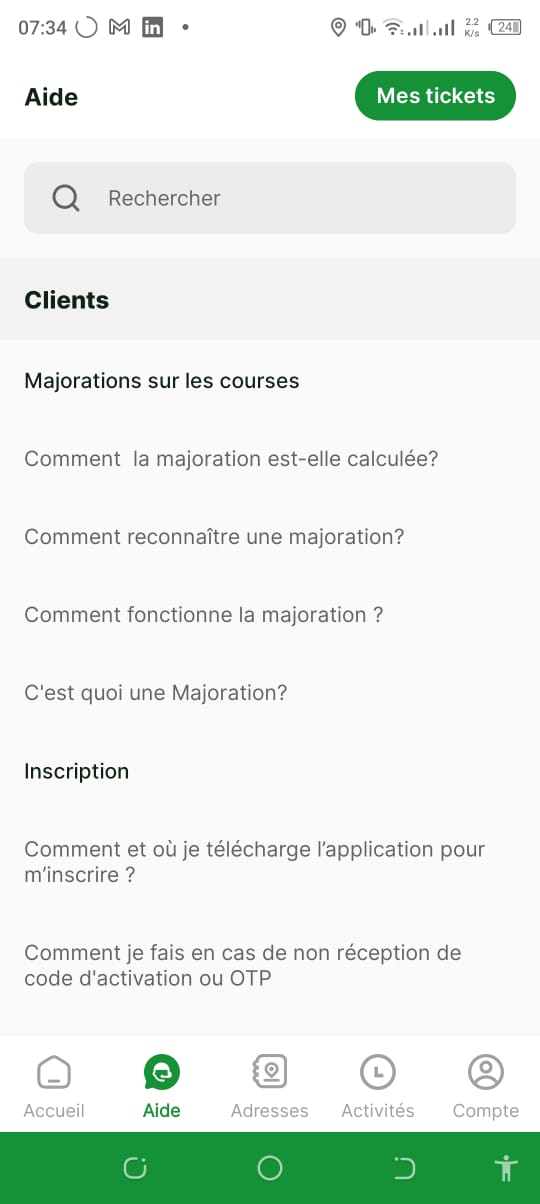 07:34
2.2
K/s
24
Aide
Mes tickets
Rechercher
Clients
Majorations sur les courses
Comment  la majoration est-elle calculée?
Comment reconnaître une majoration?
Comment fonctionne la majoration ?
C'est quoi une Majoration?
Inscription
Comment et où je télécharge l’application pour
m’inscrire ?
Comment je fais en cas de non réception de
code d'activation ou OTP
Accueil
Aide
Adresses
Activités
Compte